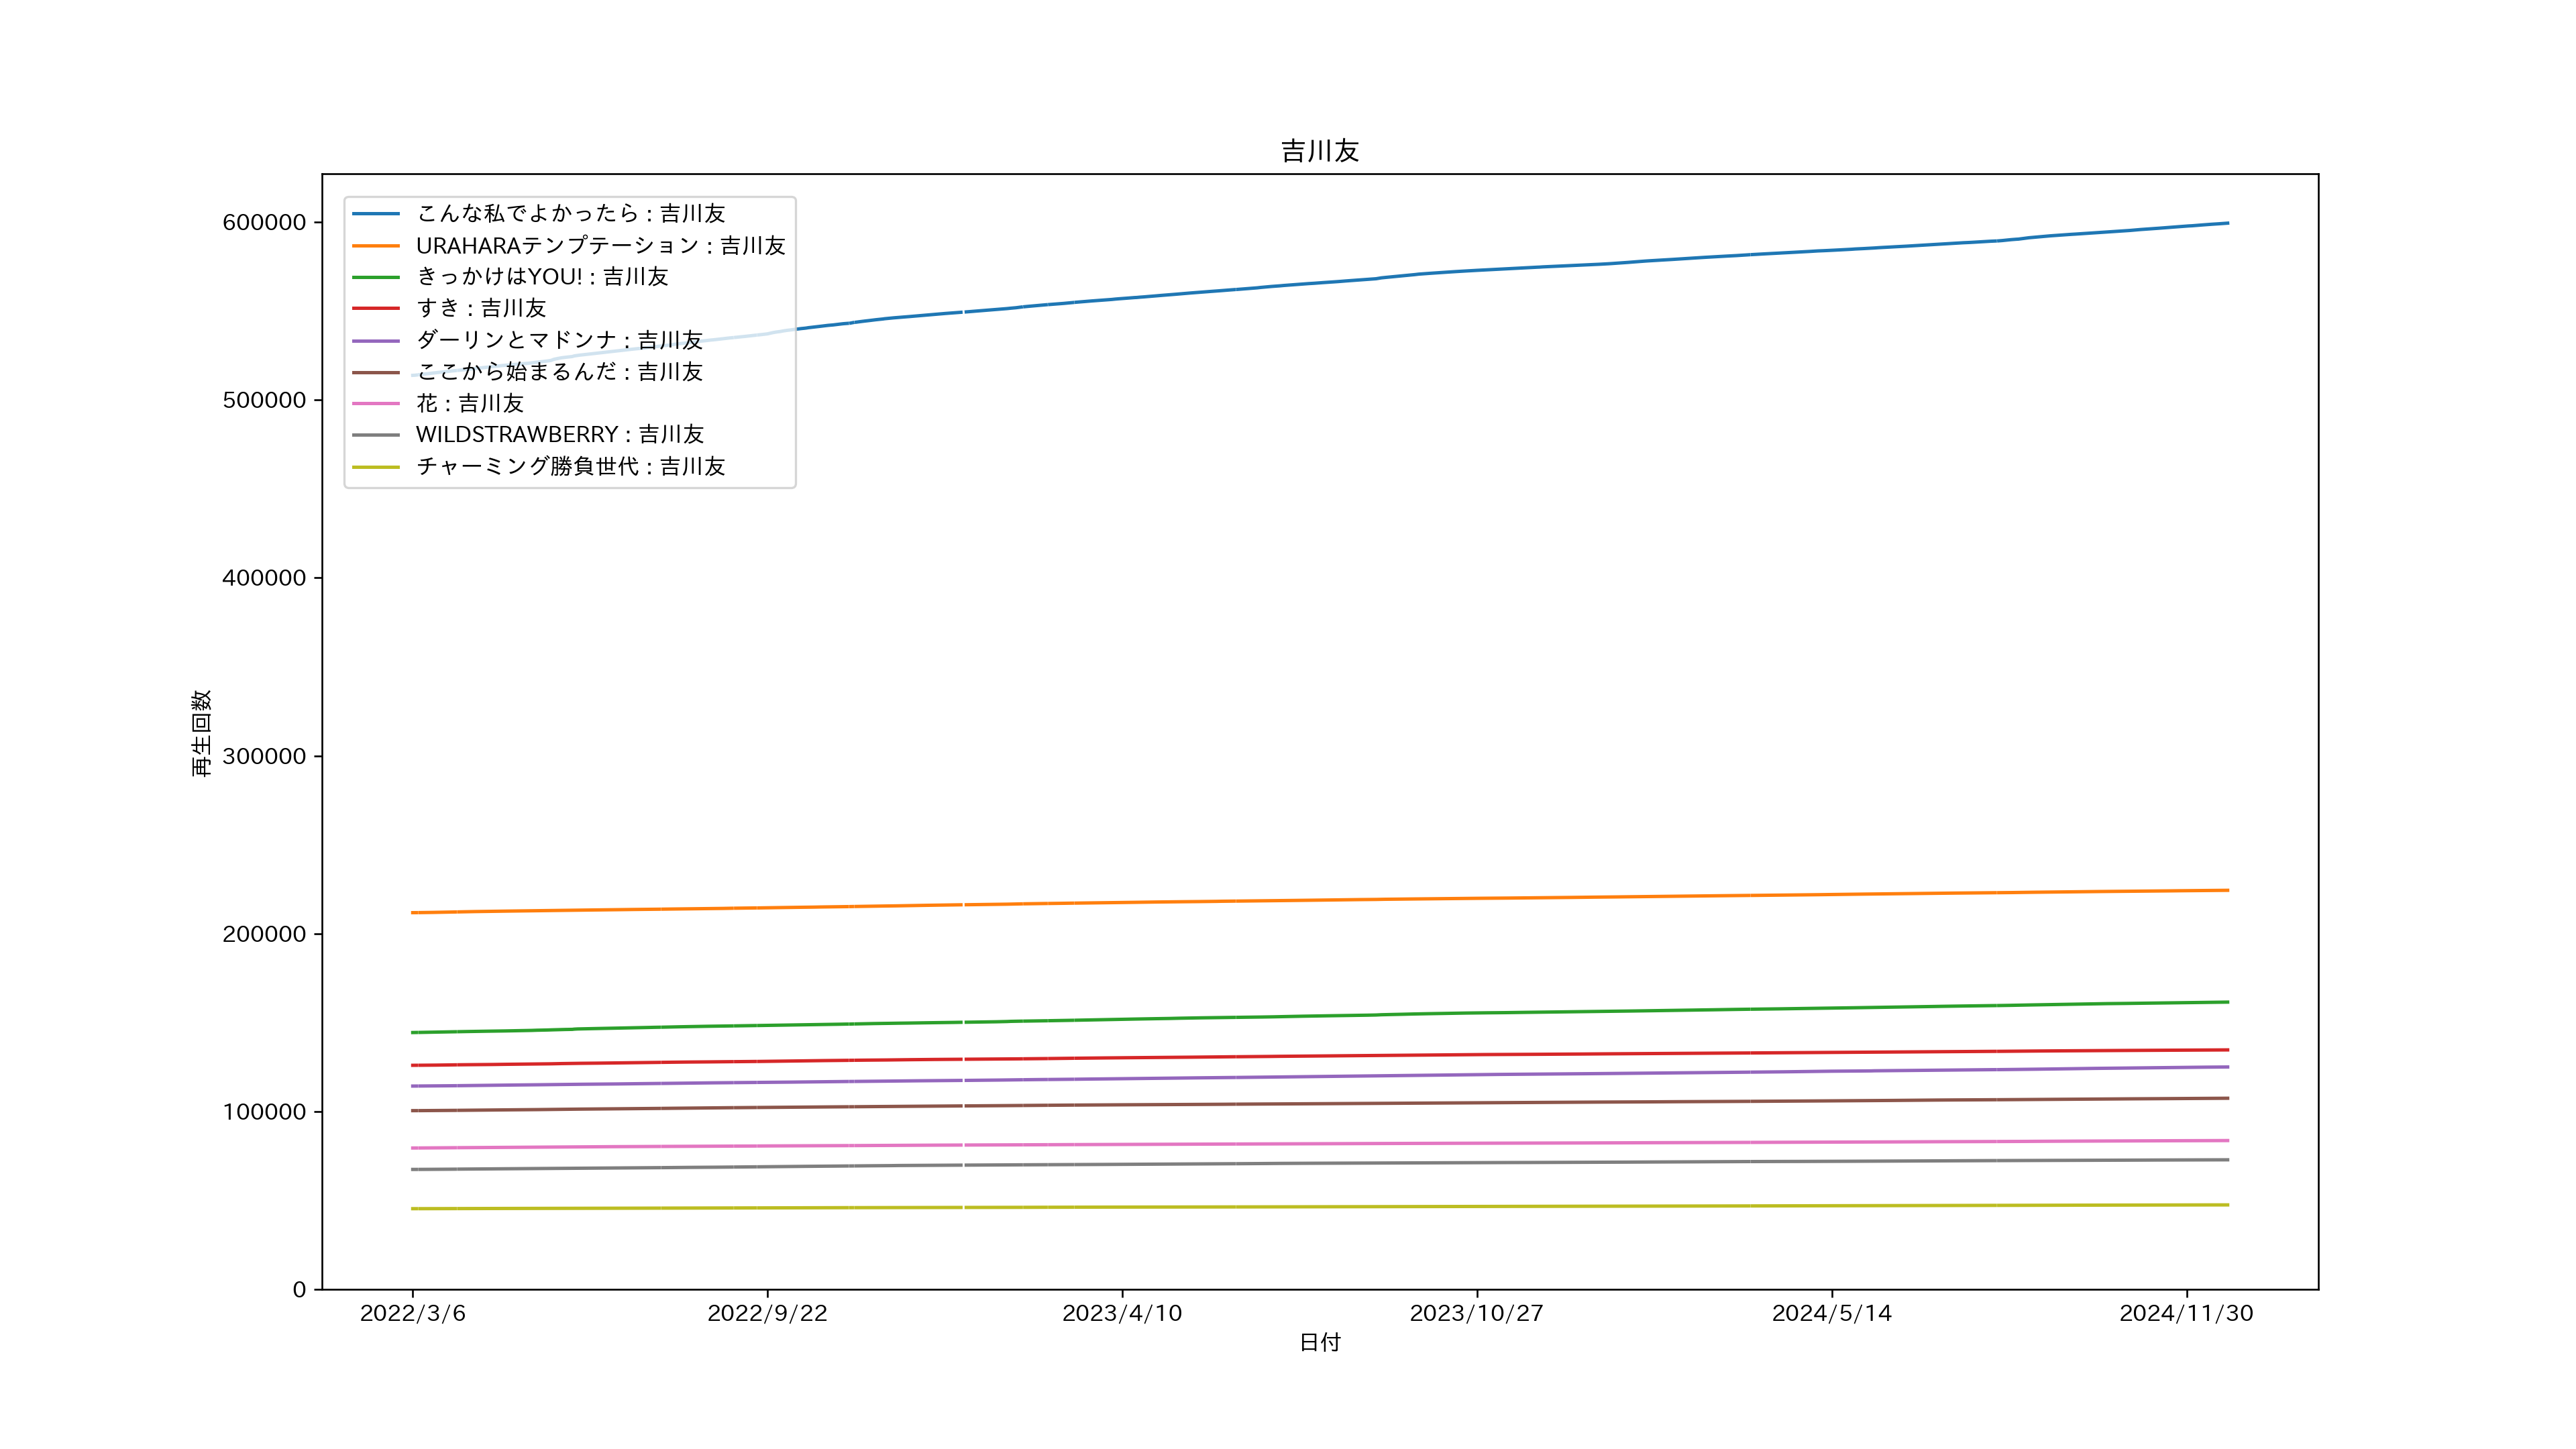 吉川友
こんな私でよかったら : 吉川友
URAHARAテンプテーション : 吉川友
きっかけはYOU! : 吉川友
すき : 吉川友
ダーリンとマドンナ : 吉川友
ここから始まるんだ : 吉川友
花 : 吉川友
WILDSTRAWBERRY : 吉川友
チャーミング勝負世代 : 吉川友
再生回数
600000
500000
400000
300000
200000
100000
0
2022/3/6 2022/9/22 2023/4/10 2023/10/27 2024/5/14 2024/11/30
日付